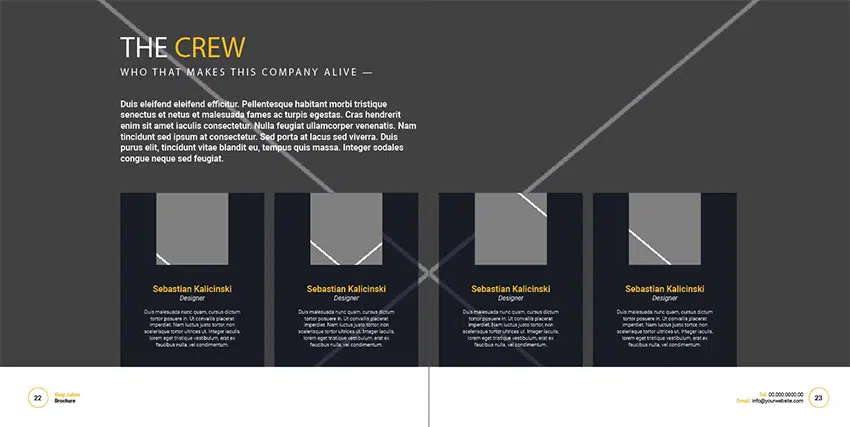 THE CREW
WHO THAT MAKES THIS COMPANY ALIVE —
Duis eleifend eleifend efficitur. Pellentesque habitant morbi tristique
senectus et netus et malesuada fames ac turpis egestas. Cras hendrerit
enim sit amet iaculis consectetur. Nulla feugiat ullamcorper venenatis. Nam
tincidunt sed ipsum at consectetur. Sed porta at lacus sed viverra. Duis
purus elit, tincidunt vitae blandit eu, tempus quis massa. Integer sodales
congue neque sed feugiat.
Sebastian Kalicinski
Designer
Duis malesuada nunc quam, cursus dictum
tortor posuere in. Ut convallis placerat
imperdiet. Nam luctus justo tortor, non
scelerisque tortor ultrices ut. Integer iaculis,
lorem eget tristique vestibulum, erat ex
faucibus nulla, vel condimentum.
Sebastian Kalicinski
Designer
Duis malesuada nunc quam, cursus dictum
tortor posuere in. Ut convallis placerat
imperdiet. Nam luctus justo tortor, non
scelerisque tortor ultrices ut. Integer iaculis,
lorem eget tristique vestibulum, erat ex
faucibus nulla, vel condimentum.
Sebastian Kalicinski
Designer
Duis malesuada nunc quam, cursus dictum
tortor posuere in. Ut convallis placerat
imperdiet. Nam luctus justo tortor, non
scelerisque tortor ultrices ut. Integer iaculis,
lorem eget tristique vestibulum, erat ex
faucibus nulla, vel condimentum.
Sebastian Kalicinski
Designer
Duis malesuada nunc quam, cursus dictum
tortor posuere in. Ut convallis placerat
imperdiet. Nam luctus justo tortor, non
scelerisque tortor ultrices ut. Integer iaculis,
lorem eget tristique vestibulum, erat ex
faucibus nulla, vel condimentum.
22
King Julius
Brochure
Tel: 00.000.0000.00
Email: info@yourwebsite.com
23